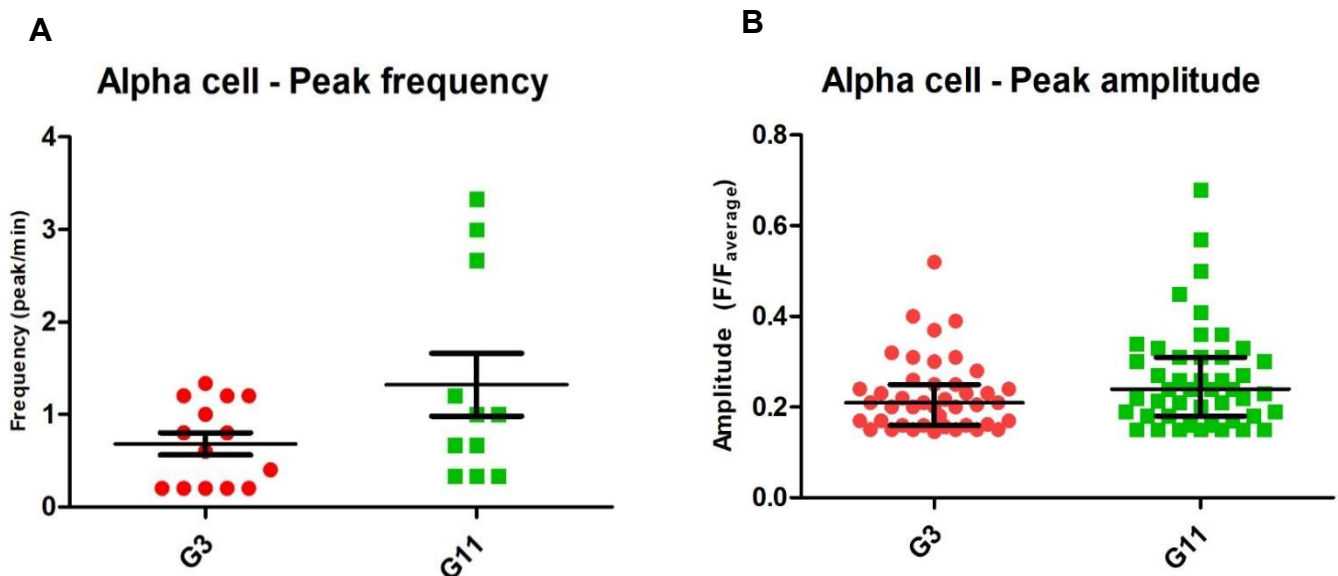 A
Alpha cell - Peak frequency
Frequency (peak/min)
4
3
2
1
0
G3
G11
B
Alpha cell - Peak amplitude
Amplitude (F/Faverage)
0.8
0.6
0.4
0.2
0.0
G3
G11